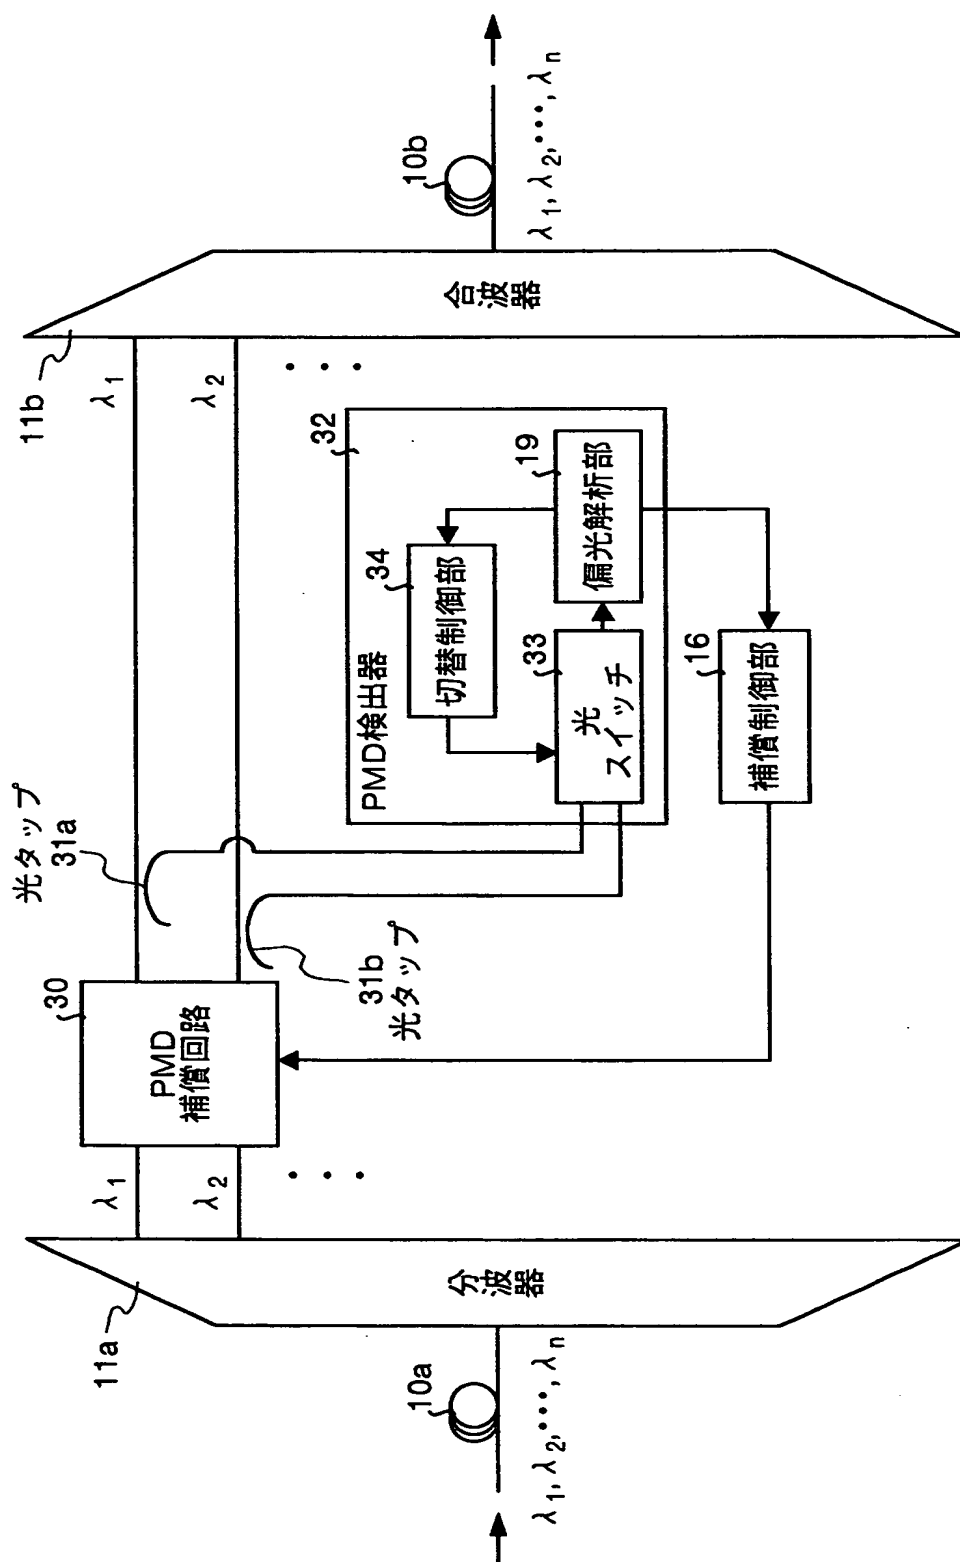 10a
λ1, λ2, ・・・, λn
11a
分波器
λ1
λ2
・・・
30
PMD
補償回路
光タップ
31a
31b
光タップ
PMD検出器
32
34
切替制御部
33
光
スイッチ
19
偏光解析部
16
補償制御部
λ1
λ2
・・・
11b
合波器
10b
λ1, λ2, ・・・, λn